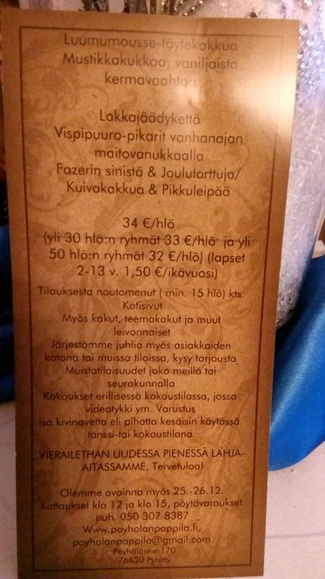 Luumumousse-täytekakkua
Mustikkakukkoa, vaniljaista
kermavaahtoa
Lakkajäädykettä
Vispipuuro-pikarit vanhanajan
maitovanukkaalla
Fazerin sinistä & Joulutorttuja/
Kuivakakkua & Pikkuleipää
34 €/hlö
(yli 30 hlö:n ryhmät 33 €/hlö ja yli
50 hlö:n ryhmät 32 €/hlö) (lapset
2-13 v. 1,50 €/ikävuosi)
Tilauksesta noutomenut ( min. 15 hlö) kts.
Kotisivut
Myös kakut, teemakakut ja muut
leivonnaiset
Järjestämme juhlia myös asiakkaiden
kotona tai muissa tiloissa, kysy tarjousta
Muistotilaisuudet joko meillä tai
seurakunnalla
Kokoukset erillisessä kokoustilassa, jossa
videotykki ym. Varustus
Iso kivinavetta eli pihatto kesäisin käytössä
tanssi-tai kokoustilana
VIERAILETHAN UUDESSA PIENESSÄ LAHJA-
AITASSAMME, Tervetuloa!
Olemme avoinna myös 25.-26.12
Kattaukset klo 12 ja klo 15, pöytävaraukset
puh. 050 307 8387
Www.poyholanpappila.fi,
poyholanpappila@gmail.com
Pöyhöläntie 170